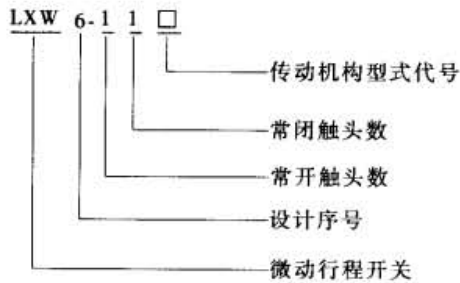 LXW 6-1 1 □
传动机构型式代号
常闭触头数
常开触头数
设计序号
微动行程开关